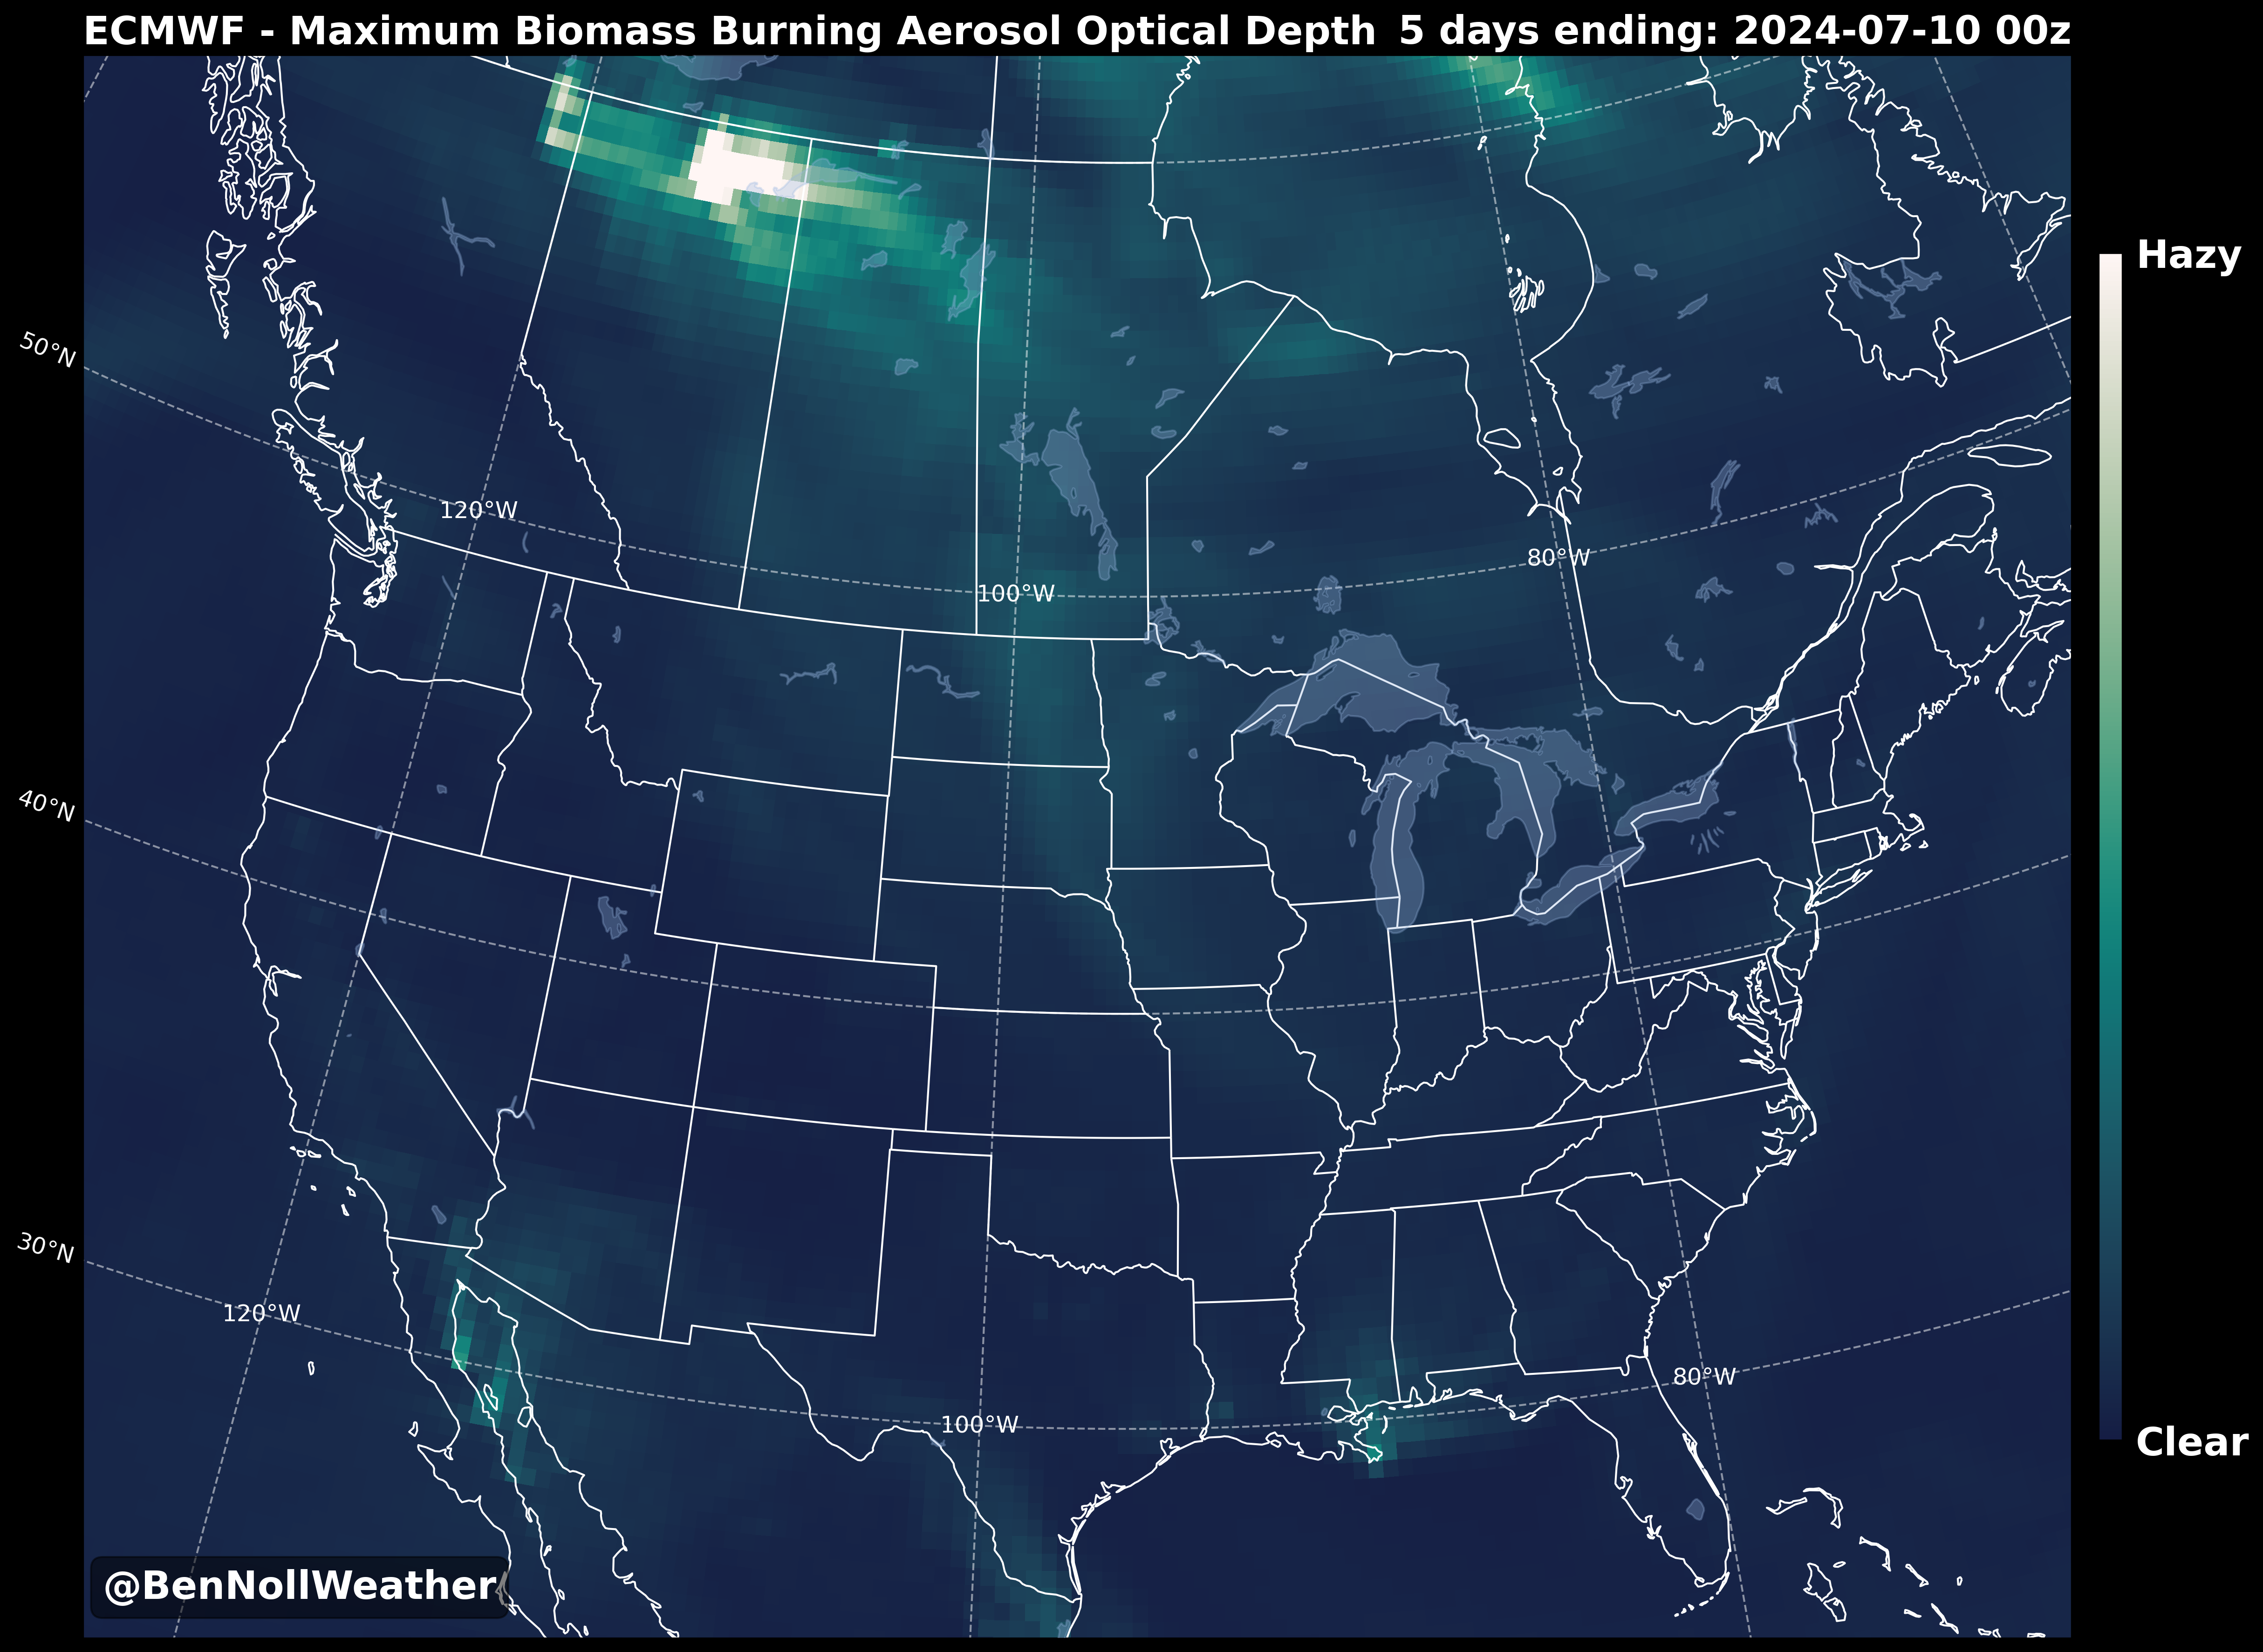 ECMWF - Maximum Biomass Burning Aerosol Optical Depth 5 days ending: 2024-07-10 00z
Hazy
50°N
120°W
80°W
100°W
40°N
30°N
120°W
80°W
100°W
Clear
@BenNollWeather